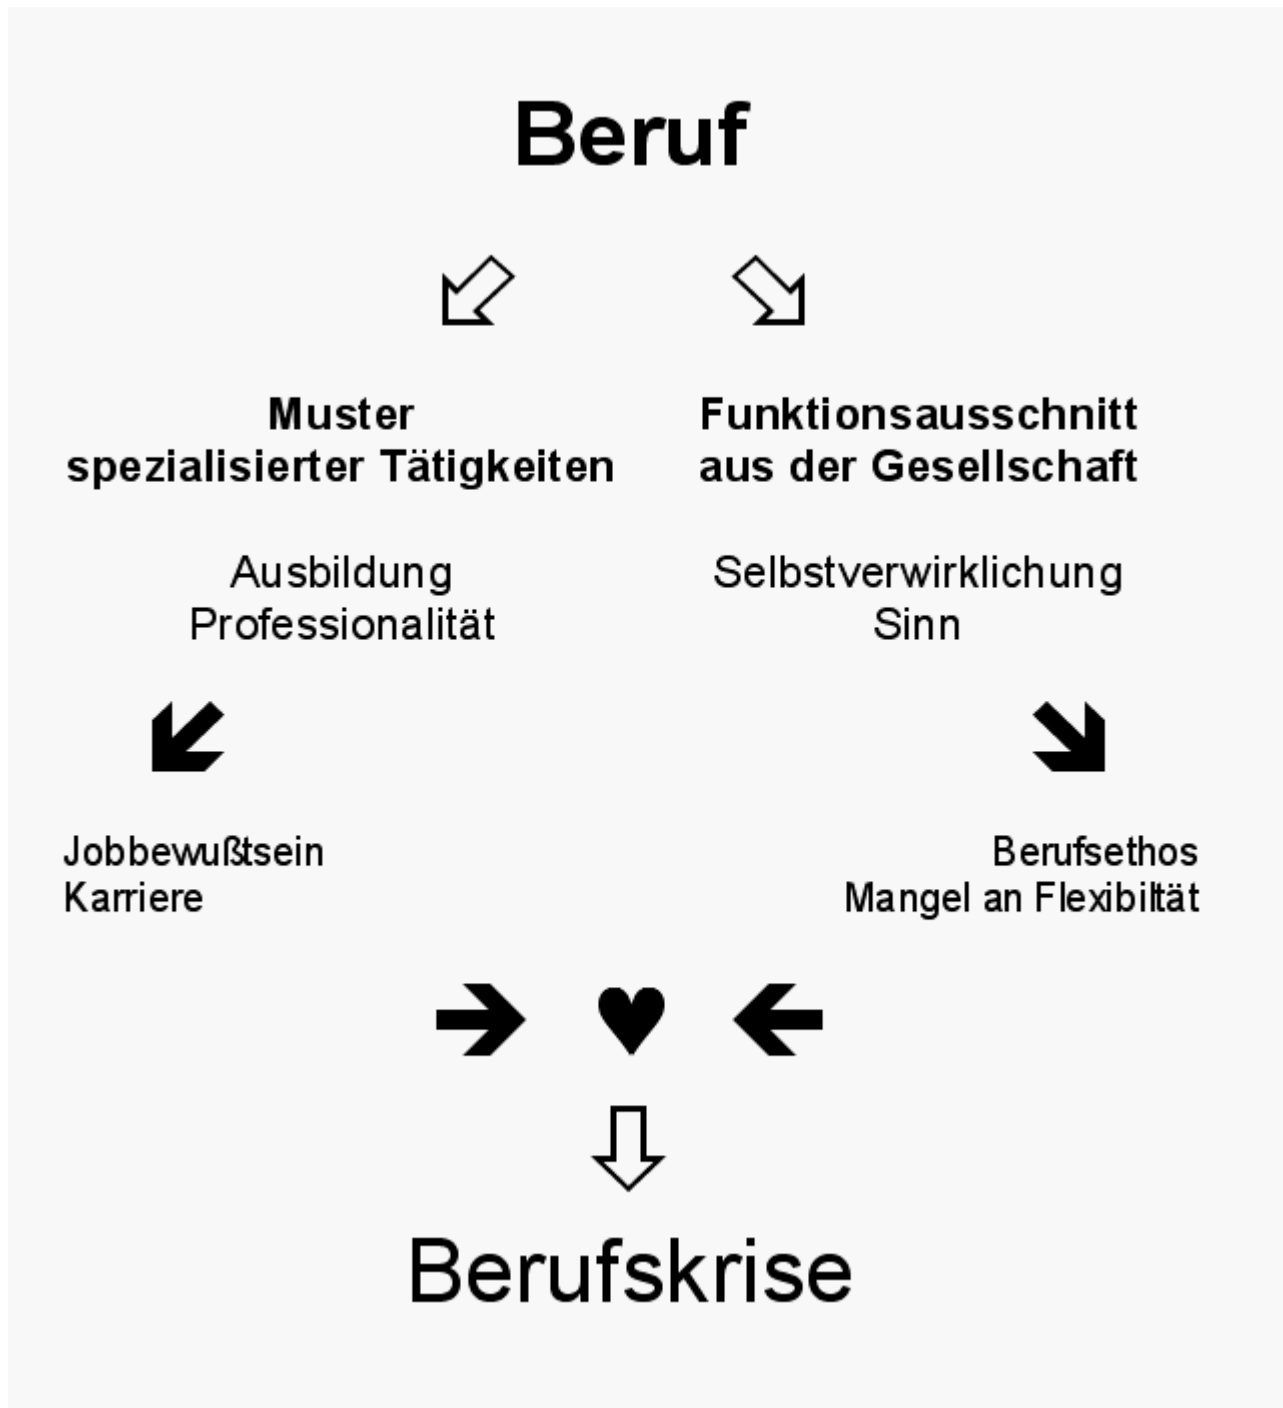 Beruf
Muster
spezialisierter Tätigkeiten
Funktionsausschnitt
aus der Gesellschaft
Ausbildung
Professionalität
Selbstverwirklichung
Sinn
Jobbewußtsein
Karriere
Berufsethos
Mangel an Flexibiltät
Berufskrise